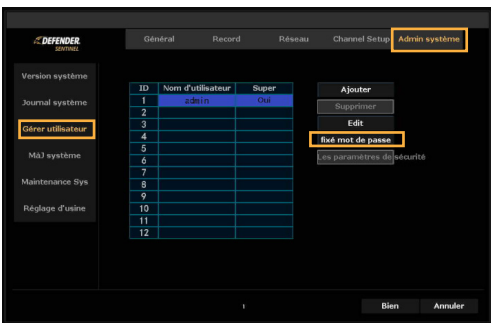 DEFENDER
SENTINEL
Général Record Réseau Channel Setup Admin système
Version système
Journal système
Gérer utilisateur
MàJ système
Maintenance Sys
Réglage d'usine
ID Nom d'utilisateur Super
1 admin Oui
2
3
4
5
6
7
8
9
10
11
12
Ajouter
Supprimer
Edit
fixé mot de passe
Les paramètres de sécurité
1
Bien Annuler